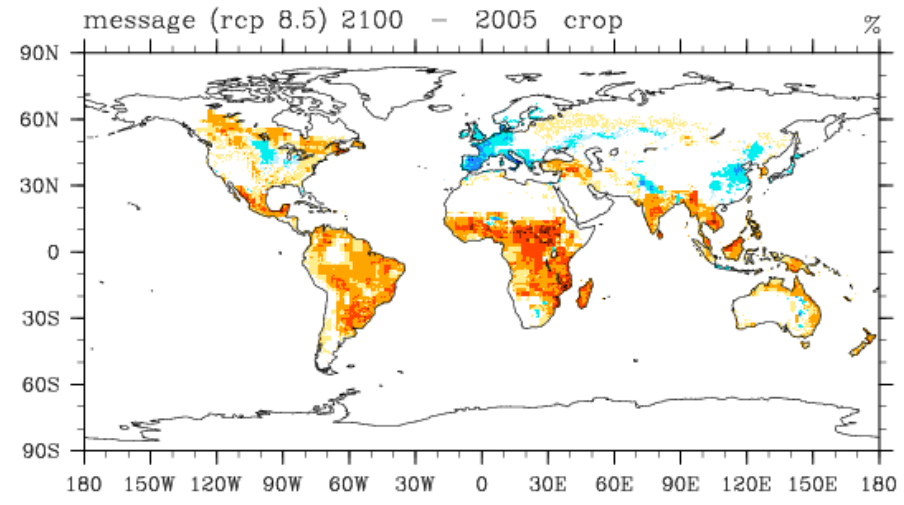 message (rcp 8.5) 2100 – 2005 crop %
90N
60N
30N
0
30S
60S
90S
180 150W 120W 90W 60W 30W 0 30E 60E 90E 120E 150E 180